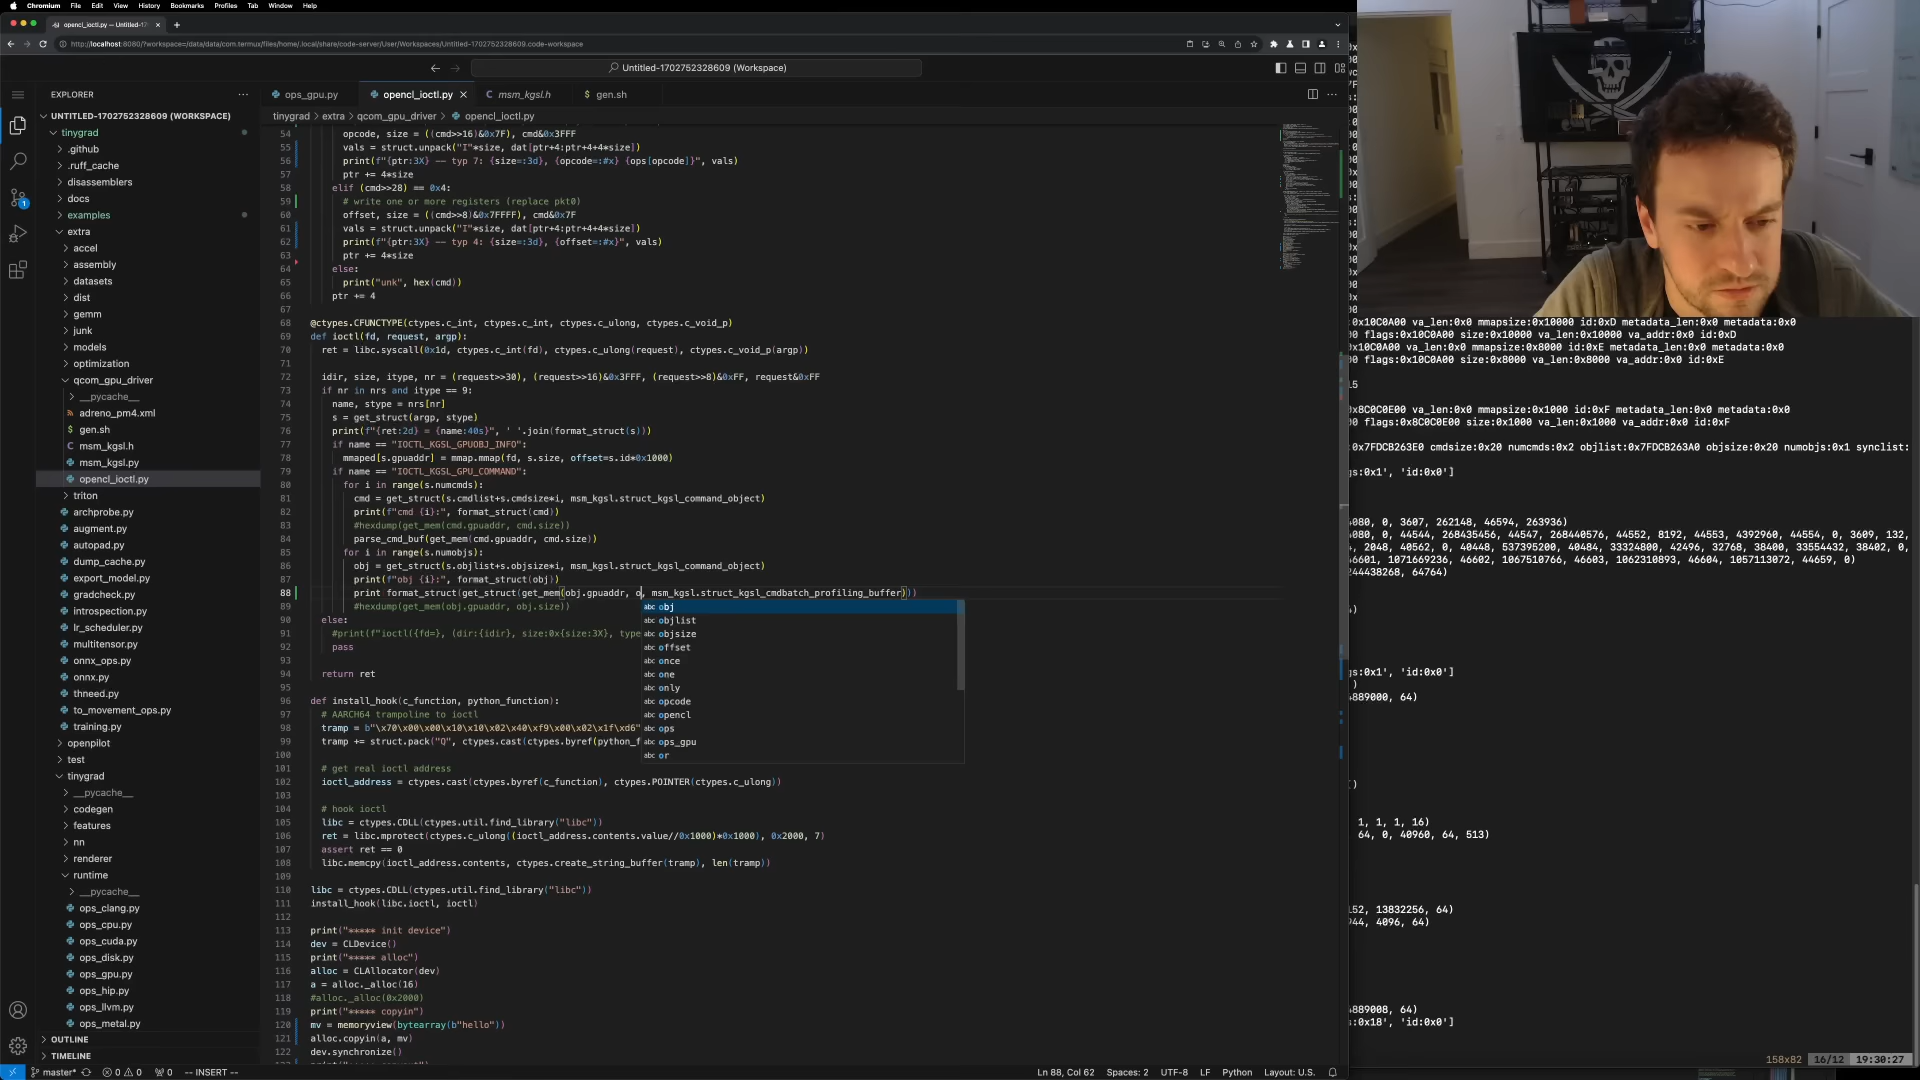 Chromium File Edit View History Bookmarks Profiles Tab Window Help
opencl_ioctl.py — Untitled-17
http://localhost:8080/?workspace=/data/data/com.termux/files/home/.local/share/code-server/User/Workspaces/Untitled-1702752328609.code-workspace
Untitled-1702752328609 (Workspace)
EXPLORER
UNTITLED-1702752328609 (WORKSPACE)
tinygrad
.github
.ruff_cache
disassemblers
docs
examples
extra
accel
assembly
datasets
dist
gemm
junk
models
optimization
qcom_gpu_driver
__pycache__
adreno_pm4.xml
gen.sh
msm_kgsl.h
msm_kgsl.py
opencl_ioctl.py
triton
archprobe.py
augment.py
autopad.py
dump_cache.py
export_model.py
gradcheck.py
introspection.py
lr_scheduler.py
multitensor.py
onnx_ops.py
onnx.py
thneed.py
to_movement_ops.py
training.py
openpilot
test
tinygrad
__pycache__
codegen
features
nn
renderer
runtime
__pycache__
ops_clang.py
ops_cpu.py
ops_cuda.py
ops_disk.py
ops_gpu.py
ops_hip.py
ops_llvm.py
ops_metal.py
OUTLINE
TIMELINE
ops_gpu.py opencl_ioctl.py msm_kgsl.h gen.sh
tinygrad > extra > qcom_gpu_driver > opencl_ioctl.py
54 opcode, size = ((cmd>>16)&0x7F), cmd&0x3FFF
55 vals = struct.unpack("I"*size, dat[ptr+4:ptr+4+4*size])
56 print(f"{ptr:3X} -- typ 7: {size=:3d}, {opcode=:#x} {ops[opcode]}", vals)
57 ptr += 4*size
58 elif (cmd>>28) == 0x4:
59 # write one or more registers (replace pkt0)
60 offset, size = ((cmd>>8)&0x7FFFF), cmd&0x7F
61 vals = struct.unpack("I"*size, dat[ptr+4:ptr+4+4*size])
62 print(f"{ptr:3X} -- typ 4: {size=:3d}, {offset=:#x}", vals)
63 ptr += 4*size
64 else:
65 print("unk", hex(cmd))
66 ptr += 4
67
68 @ctypes.CFUNCTYPE(ctypes.c_int, ctypes.c_int, ctypes.c_ulong, ctypes.c_void_p)
69 def ioctl(fd, request, argp):
70 ret = libc.syscall(0x1d, ctypes.c_int(fd), ctypes.c_ulong(request), ctypes.c_void_p(argp))
71
72 idir, size, itype, nr = (request>>30), (request>>16)&0x3FFF, (request>>8)&0xFF, request&0xFF
73 if nr in nrs and itype == 9:
74 name, stype = nrs[nr]
75 s = get_struct(argp, stype)
76 print(f"{ret:2d} = {name:40s}", ' '.join(format_struct(s)))
77 if name == "IOCTL_KGSL_GPUOBJ_INFO":
78 mmaped[s.gpuaddr] = mmap.mmap(fd, s.size, offset=s.id*0x1000)
79 if name == "IOCTL_KGSL_GPU_COMMAND":
80 for i in range(s.numcmds):
81 cmd = get_struct(s.cmdlist+s.cmdsize*i, msm_kgsl.struct_kgsl_command_object)
82 print(f"cmd {i}:", format_struct(cmd))
83 #hexdump(get_mem(cmd.gpuaddr, cmd.size))
84 parse_cmd_buf(get_mem(cmd.gpuaddr, cmd.size))
85 for i in range(s.numobjs):
86 obj = get_struct(s.objlist+s.objsize*i, msm_kgsl.struct_kgsl_command_object)
87 print(f"obj {i}:", format_struct(obj))
88 print format_struct(get_struct(get_mem(obj.gpuaddr, o, msm_kgsl.struct_kgsl_cmdbatch_profiling_buffer)))
89 #hexdump(get_mem(obj.gpuaddr, obj.size))
90 else:
91 #print(f"ioctl({fd=}, (dir:{idir}, size:0x{size:3X}, type
92 pass
93
94 return ret
95
96 def install_hook(c_function, python_function):
97 # AARCH64 trampoline to ioctl
98 tramp = b"\x70\x00\x00\x10\x10\x02\x40\xf9\x00\x02\x1f\xd6"
99 tramp += struct.pack("Q", ctypes.cast(ctypes.byref(python_f
100
101 # get real ioctl address
102 ioctl_address = ctypes.cast(ctypes.byref(c_function), ctypes.POINTER(ctypes.c_ulong))
103
104 # hook ioctl
105 libc = ctypes.CDLL(ctypes.util.find_library("libc"))
106 ret = libc.mprotect(ctypes.c_ulong((ioctl_address.contents.value//0x1000)*0x1000), 0x2000, 7)
107 assert ret == 0
108 libc.memcpy(ioctl_address.contents, ctypes.create_string_buffer(tramp), len(tramp))
109
110 libc = ctypes.CDLL(ctypes.util.find_library("libc"))
111 install_hook(libc.ioctl, ioctl)
112
113 print("***** init device")
114 dev = CLDevice()
115 print("***** alloc")
116 alloc = CLAllocator(dev)
117 a = alloc._alloc(16)
118 #alloc._alloc(0x2000)
119 print("***** copyin")
120 mv = memoryview(bytearray(b"hello"))
121 alloc.copyin(a, mv)
122 dev.synchronize()
abc obj
abc objlist
abc objsize
abc offset
abc once
abc one
abc only
abc opcode
abc opencl
abc ops
abc ops_gpu
abc or
:0x10C0A00 va_len:0x0 mmapsize:0x10000 id:0xD metadata_len:0x0 metadata:0x0
flags:0x10C0A00 size:0x10000 va_len:0x10000 va_addr:0x0 id:0xD
x10C0A00 va_len:0x0 mmapsize:0x8000 id:0xE metadata_len:0x0 metadata:0x0
flags:0x10C0A00 size:0x8000 va_len:0x8000 va_addr:0x0 id:0xE
15
x8C0C0E00 va_len:0x0 mmapsize:0x1000 id:0xF metadata_len:0x0 metadata:0x0
flags:0x8C0C0E00 size:0x1000 va_len:0x1000 va_addr:0x0 id:0xF
:0x7FDCB263E0 cmdsize:0x20 numcmds:0x2 objlist:0x7FDCB263A0 objsize:0x20 numobjs:0x1 synclist:
gs:0x1', 'id:0x0']
4080, 0, 3607, 262148, 46594, 263936)
4080, 0, 44544, 268435456, 44547, 268440576, 44552, 8192, 44553, 4392960, 44554, 0, 3609, 132,
, 2048, 40562, 0, 40448, 537395200, 40484, 33324800, 42496, 32768, 38400, 33554432, 38402, 0,
46601, 1071669236, 46602, 1067510766, 46603, 1062310893, 46604, 1057113072, 44659, 0)
244438268, 64764)
)
gs:0x1', 'id:0x0']
)
4889000, 64)
()
1, 1, 1, 16)
64, 0, 40960, 64, 513)
152, 13832256, 64)
944, 4096, 64)
4889008, 64)
s:0x18', 'id:0x0']
158x82 16/12 19:30:27
master* 0 0 0 -- INSERT -- Ln 88, Col 62 Spaces: 2 UTF-8 LF Python Layout: U.S.